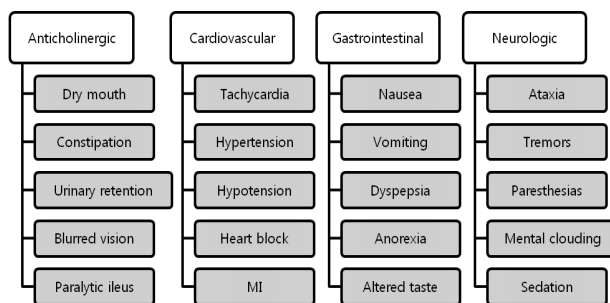 Anticholinergic
Dry mouth
Constipation
Urinary retention
Blurred vision
Paralytic ileus
Cardiovascular
Tachycardia
Hypertension
Hypotension
Heart block
MI
Gastrointestinal
Nausea
Vomiting
Dyspepsia
Anorexia
Altered taste
Neurologic
Ataxia
Tremors
Paresthesias
Mental clouding
Sedation